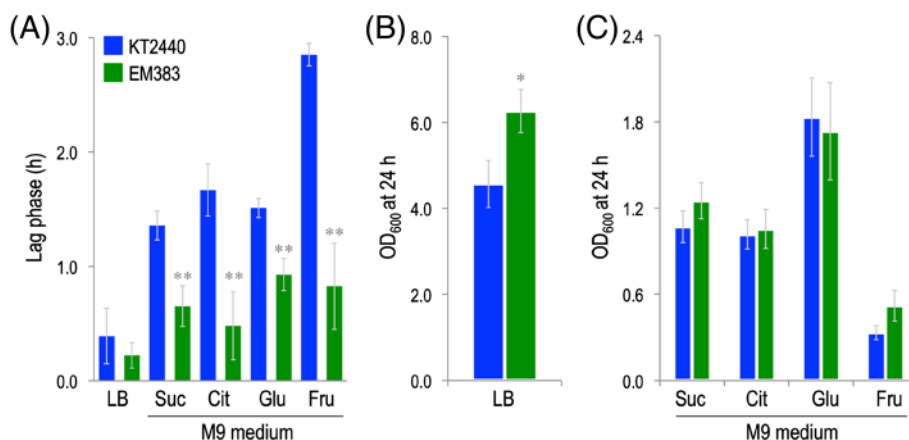 (A)
Lag phase (h)
3.0
2.0
1.0
0.0
KT2440
EM383
**
**
**
**
LB
Suc
Cit
Glu
Fru
M9 medium
(B)
OD600 at 24 h
8.0
6.0
4.0
2.0
0.0
*
LB
(C)
OD600 at 24 h
2.4
1.8
1.2
0.6
0.0
Suc
Cit
Glu
Fru
M9 medium